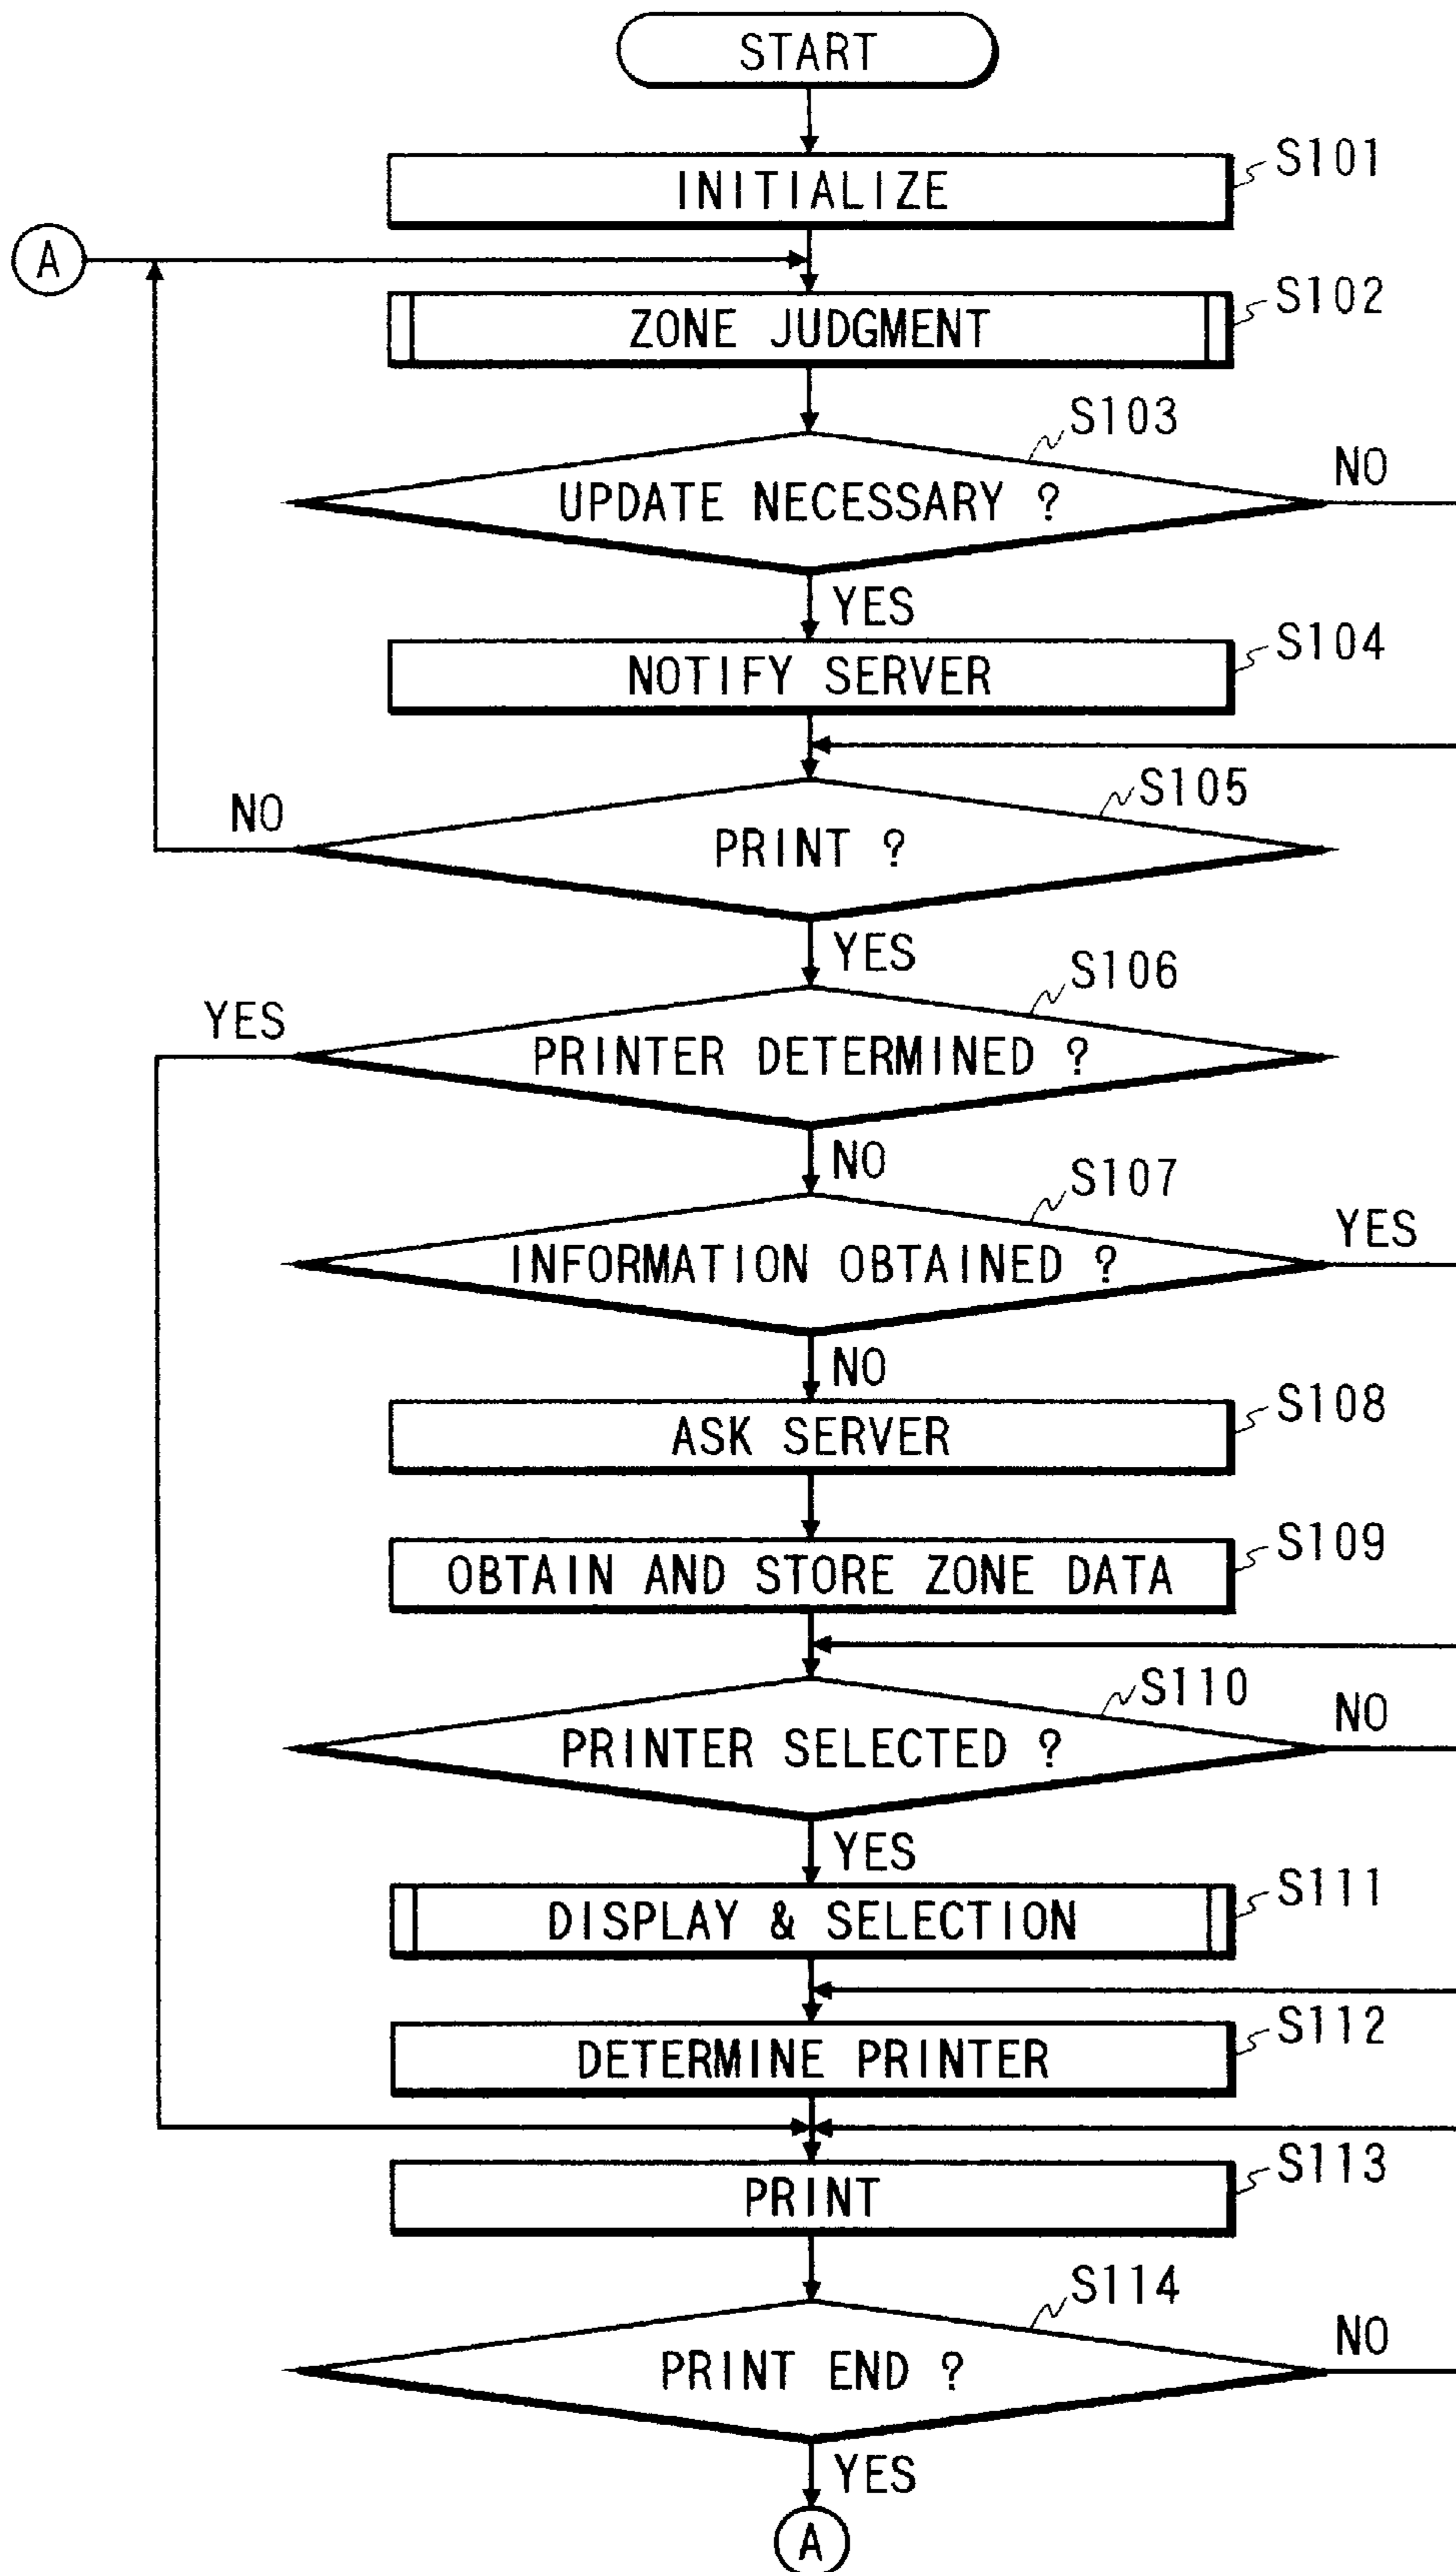 START
INITIALIZE
S101
A
ZONE JUDGMENT
S102
S103
UPDATE NECESSARY ?
NO
YES
NOTIFY SERVER
S104
S105
NO
PRINT ?
YES
S106
YES
PRINTER DETERMINED ?
NO
S107
INFORMATION OBTAINED ?
YES
NO
ASK SERVER
S108
OBTAIN AND STORE ZONE DATA
S109
S110
PRINTER SELECTED ?
NO
YES
DISPLAY & SELECTION
S111
DETERMINE PRINTER
S112
PRINT
S113
S114
PRINT END ?
NO
YES
A